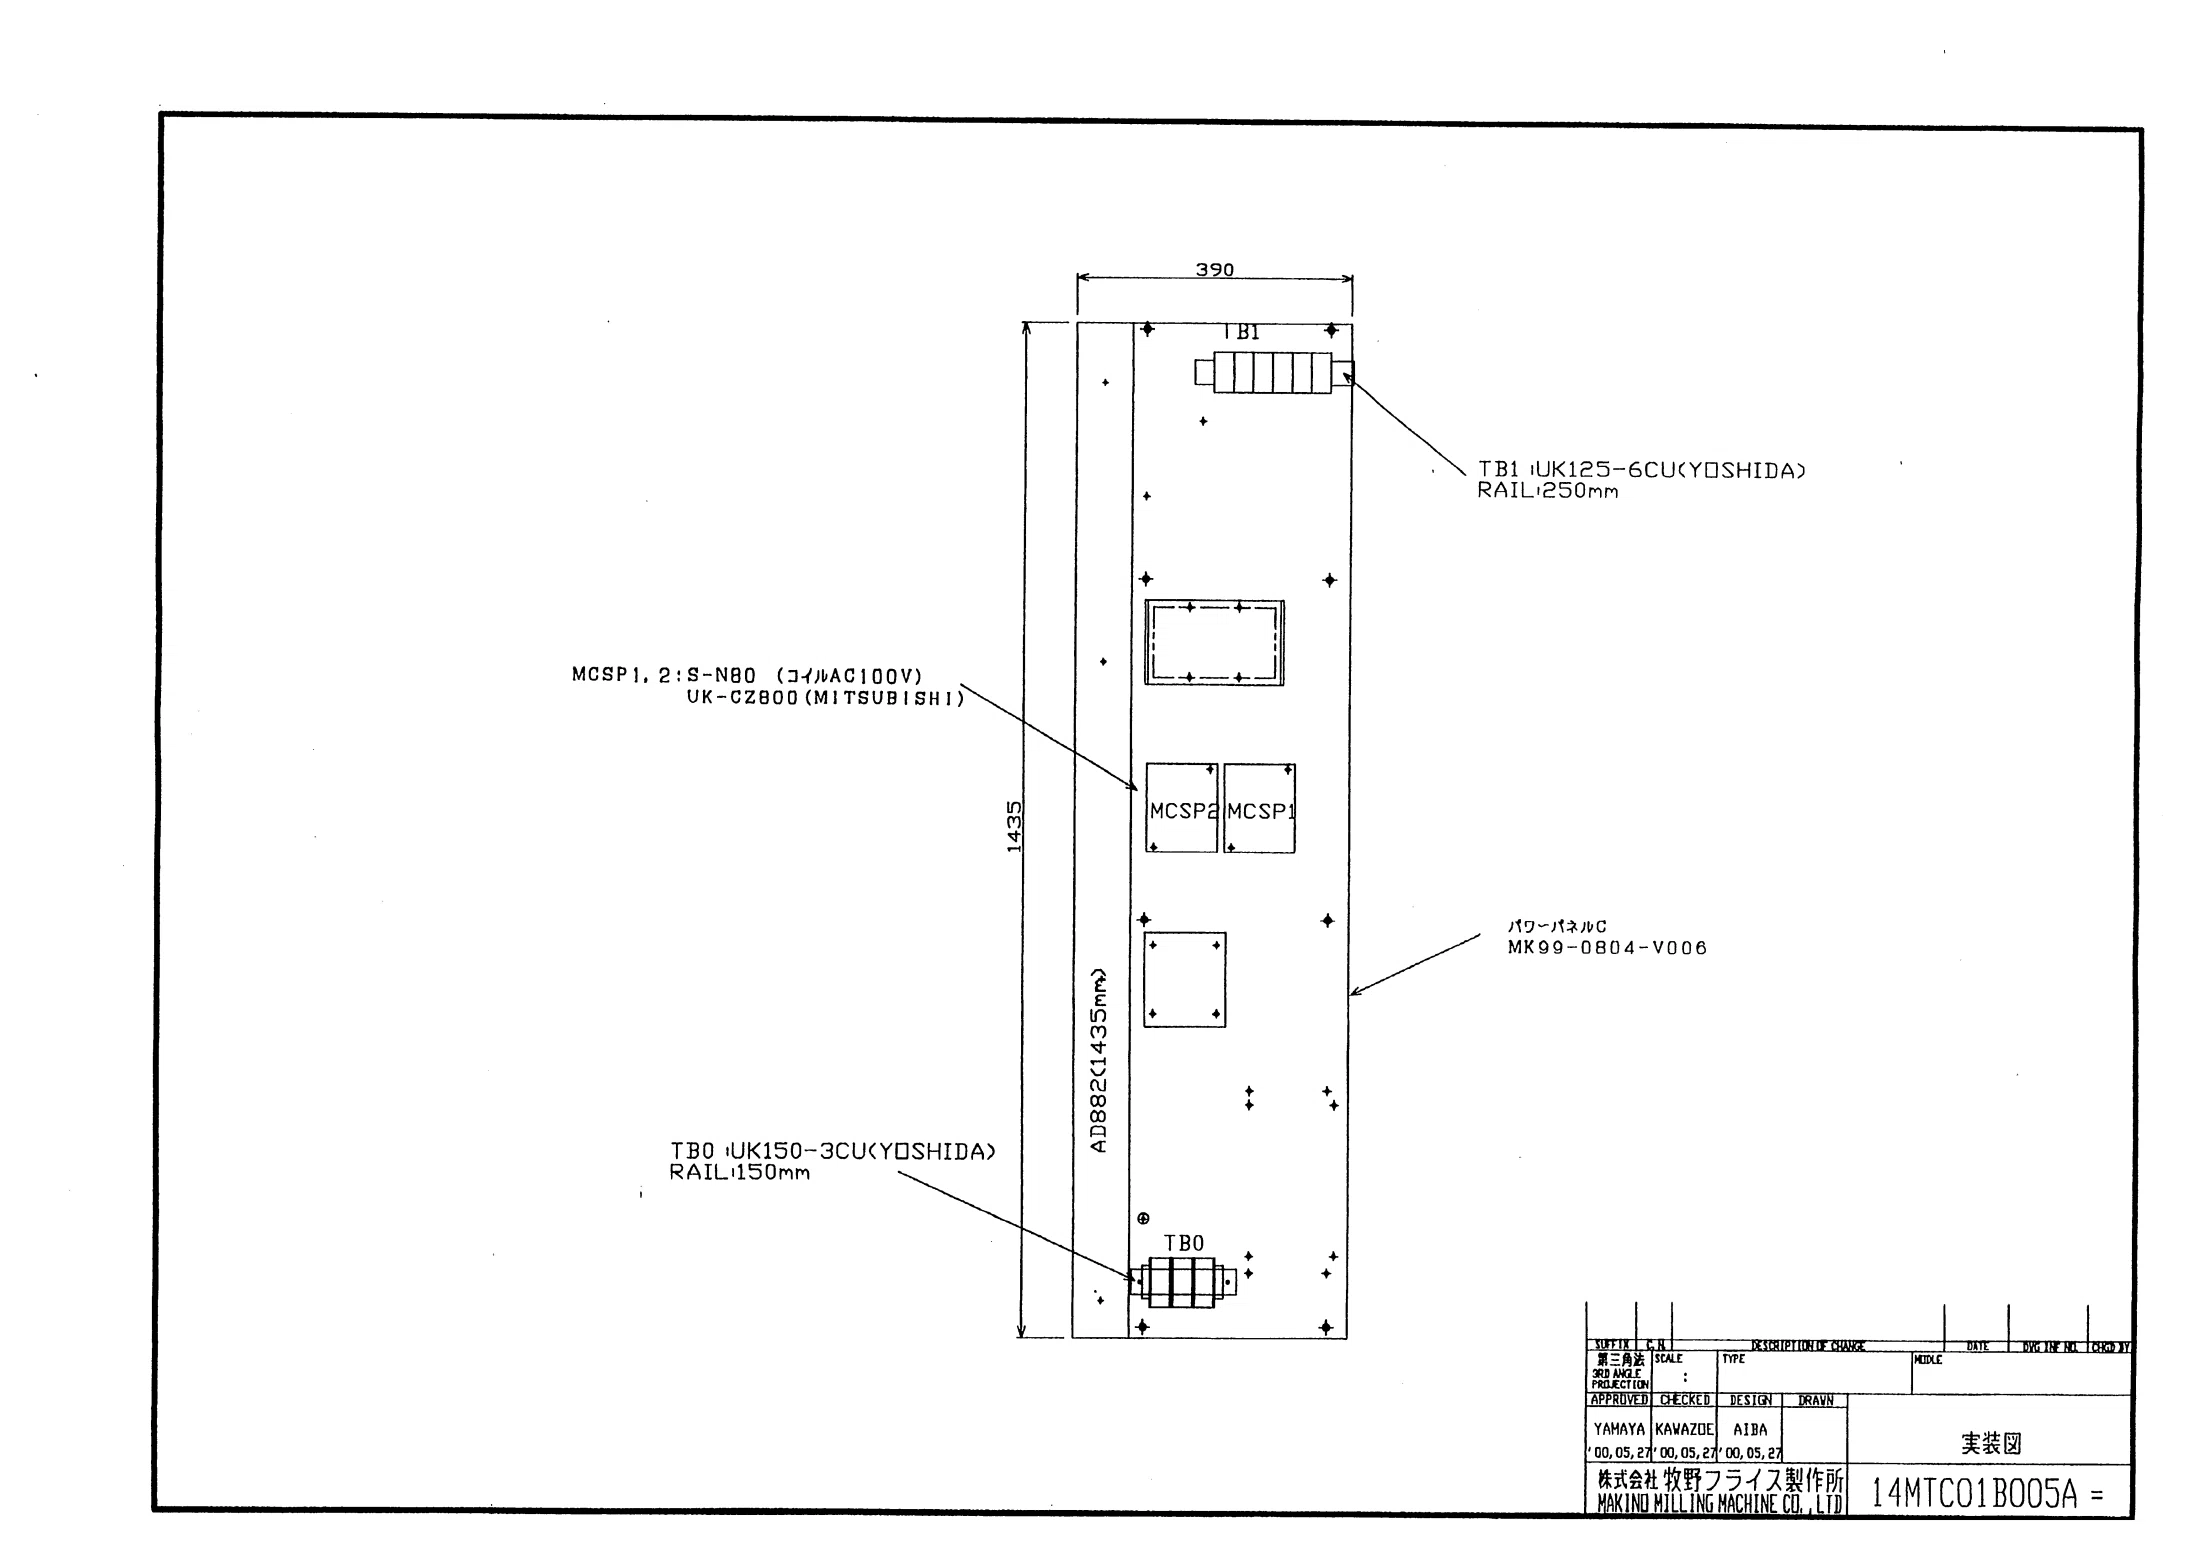 390
TB1
TB1:UK125-6CU(YOSHIDA)
RAIL:250mm
MCSP1,2:S-N80 (コイルAC100V)
UK-CZ800(MITSUBISHI)
MCSP2
MCSP1
1435
パワーパネルC
MK99-0804-V006
AD882(1435mm)
TB0:UK150-3CU(YOSHIDA)
RAIL:150mm
TB0
SUFFIX C.N. DESCRIPTION OF CHANGE DATE DWG INF NO. CHGD BY
第三角法
3RD ANGLE
PROJECTION
SCALE
:
TYPE
MODLE
APPROVED CHECKED DESIGN DRAWN
YAMAYA KAWAZOE AIBA
'00,05,27 '00,05,27 '00,05,27
実装図
株式会社 牧野フライス製作所
MAKINO MILLING MACHINE CO.,LTD
14MTC01B005A =